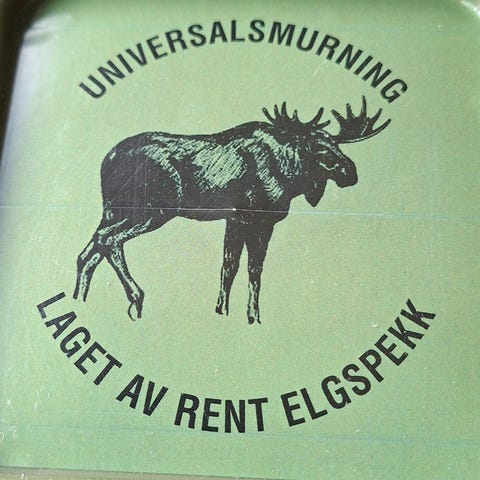 UNIVERSALSMURNING
LAGET AV RENT ELGSPEKK